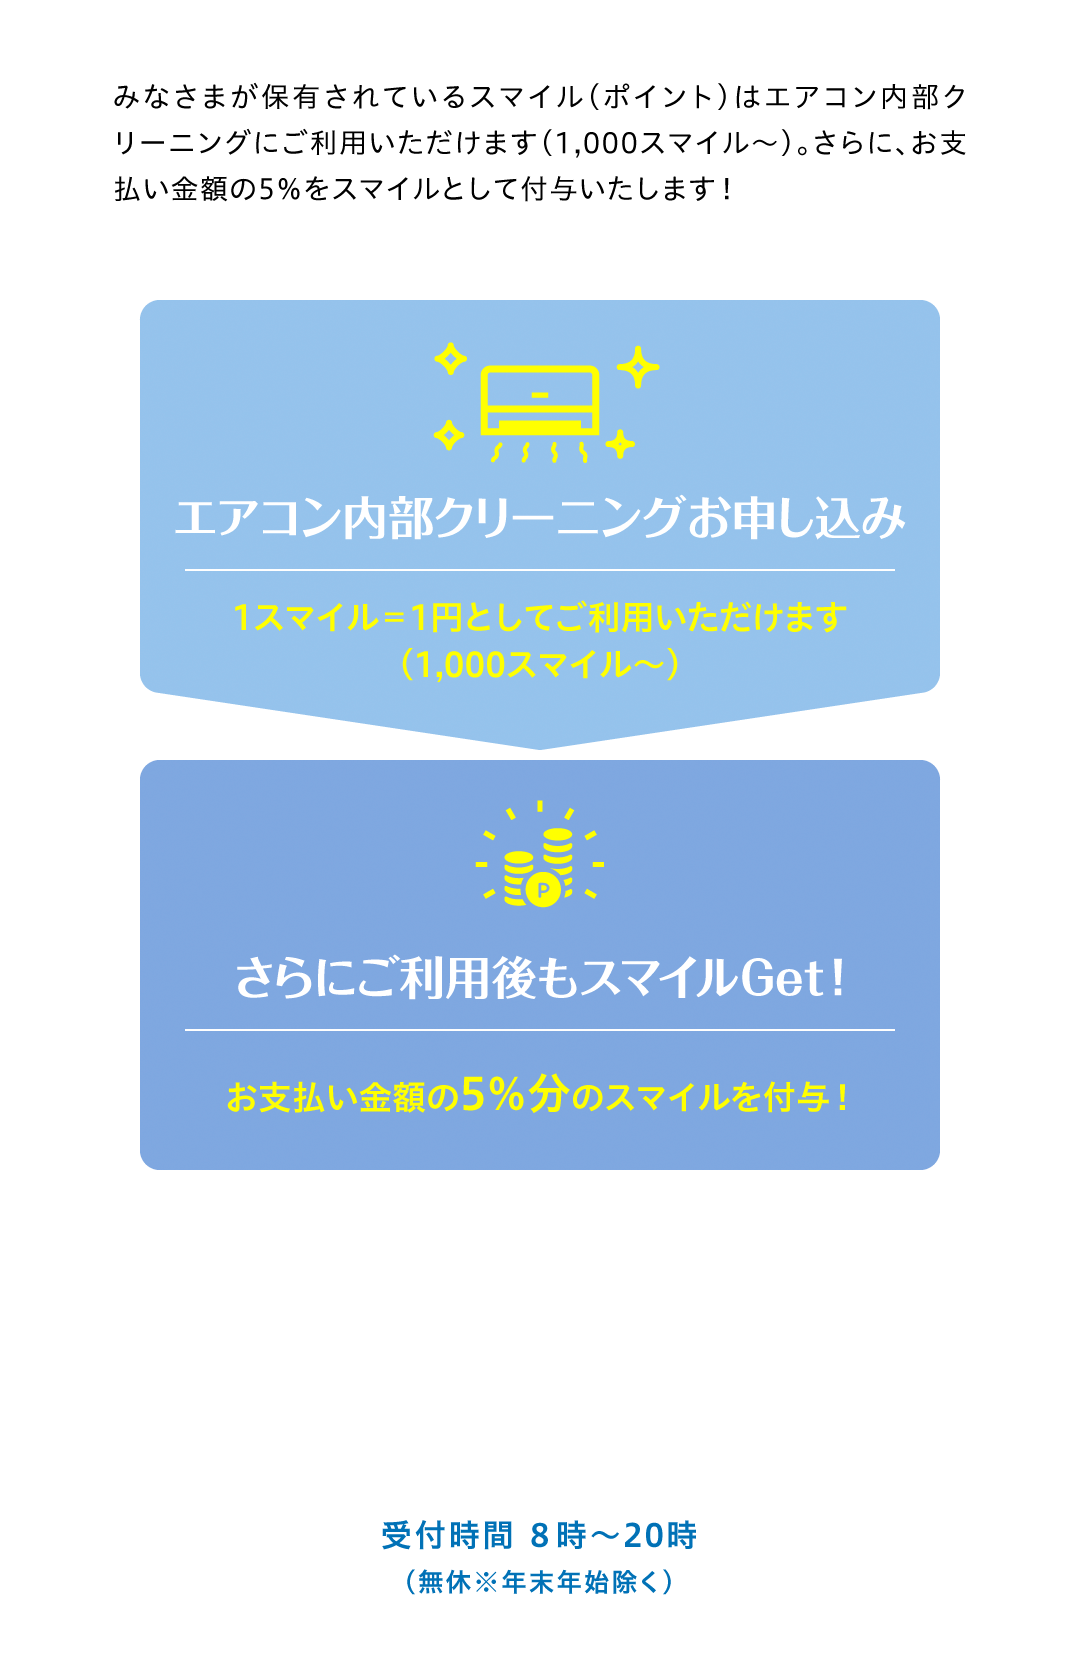 みなさまが保有されているスマイル（ポイント）はエアコン内部ク
リーニングにご利用いただけます（1,000スマイル～）。さらに、お支
払い金額の5%をスマイルとして付与いたします！
エアコン内部クリーニングお申し込み
1スマイル＝1円としてご利用いただけます
（1,000スマイル～）
P
さらにご利用後もスマイルGet！
お支払い金額の5%分のスマイルを付与！
受付時間 8時～20時
（無休※年末年始除く）